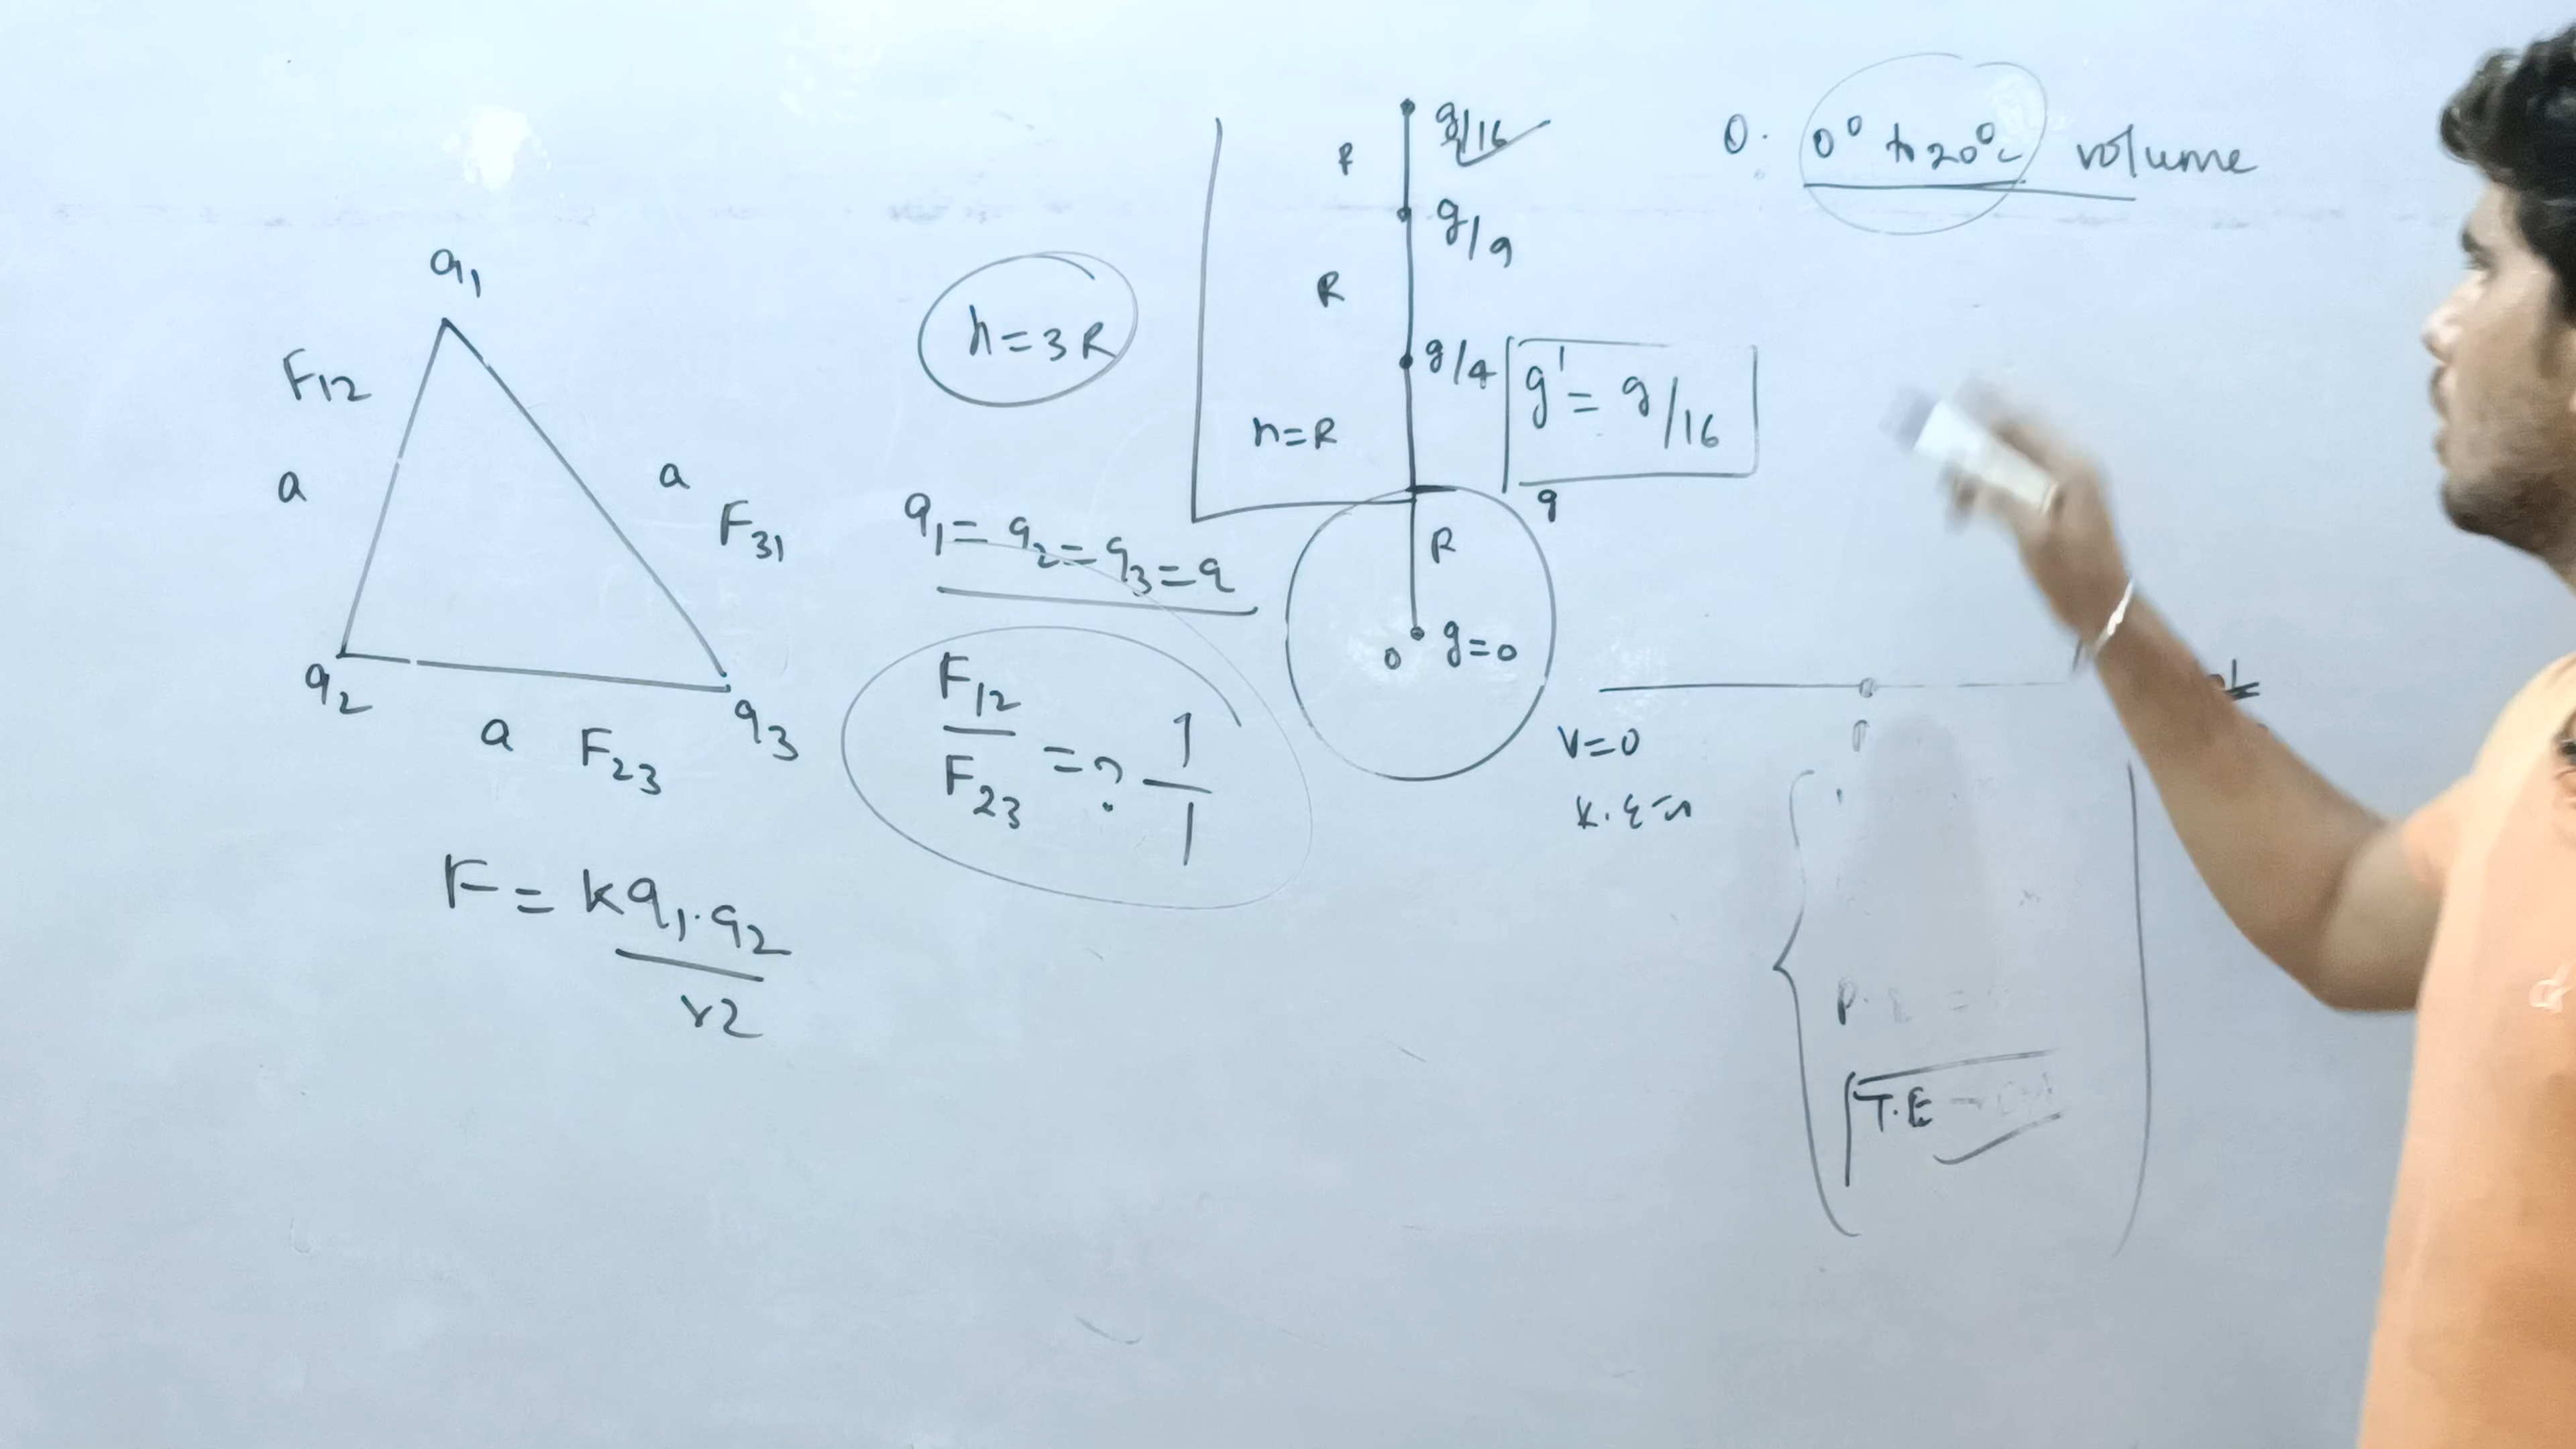 q1
F12
a
a
F31
q2
q3
a F23
F = kq1.q2
r2
h=3R
q1=q2=q3=q
F12
F23
=?
1
1
R
g/16
g/9
R
g/4
g' = g/16
h=R
g
R
0
g=0
0° to 20°c volume
V=0
T.E